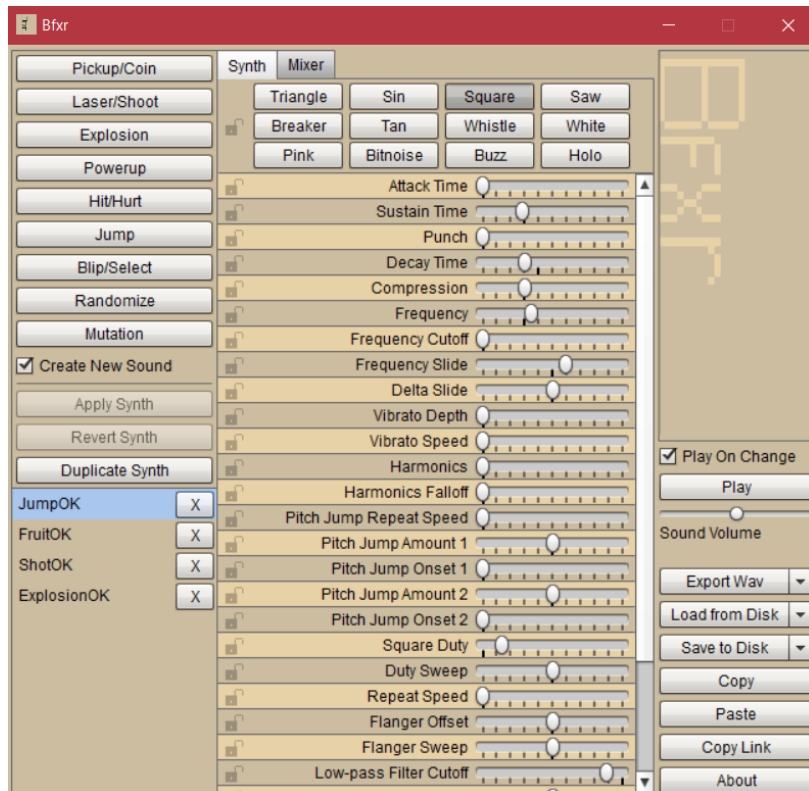 Bfxr
Pickup/Coin
Laser/Shoot
Explosion
Powerup
Hit/Hurt
Jump
Blip/Select
Randomize
Mutation
Create New Sound
Apply Synth
Revert Synth
Duplicate Synth
JumpOK X
FruitOK X
ShotOK X
ExplosionOK X
Synth Mixer
Triangle Sin Square Saw
Breaker Tan Whistle White
Pink Bitnoise Buzz Holo
Attack Time
Sustain Time
Punch
Decay Time
Compression
Frequency
Frequency Cutoff
Frequency Slide
Delta Slide
Vibrato Depth
Vibrato Speed
Harmonics
Harmonics Falloff
Pitch Jump Repeat Speed
Pitch Jump Amount 1
Pitch Jump Onset 1
Pitch Jump Amount 2
Pitch Jump Onset 2
Square Duty
Duty Sweep
Repeat Speed
Flanger Offset
Flanger Sweep
Low-pass Filter Cutoff
Bfxr
Play On Change
Play
Sound Volume
Export Wav
Load from Disk
Save to Disk
Copy
Paste
Copy Link
About